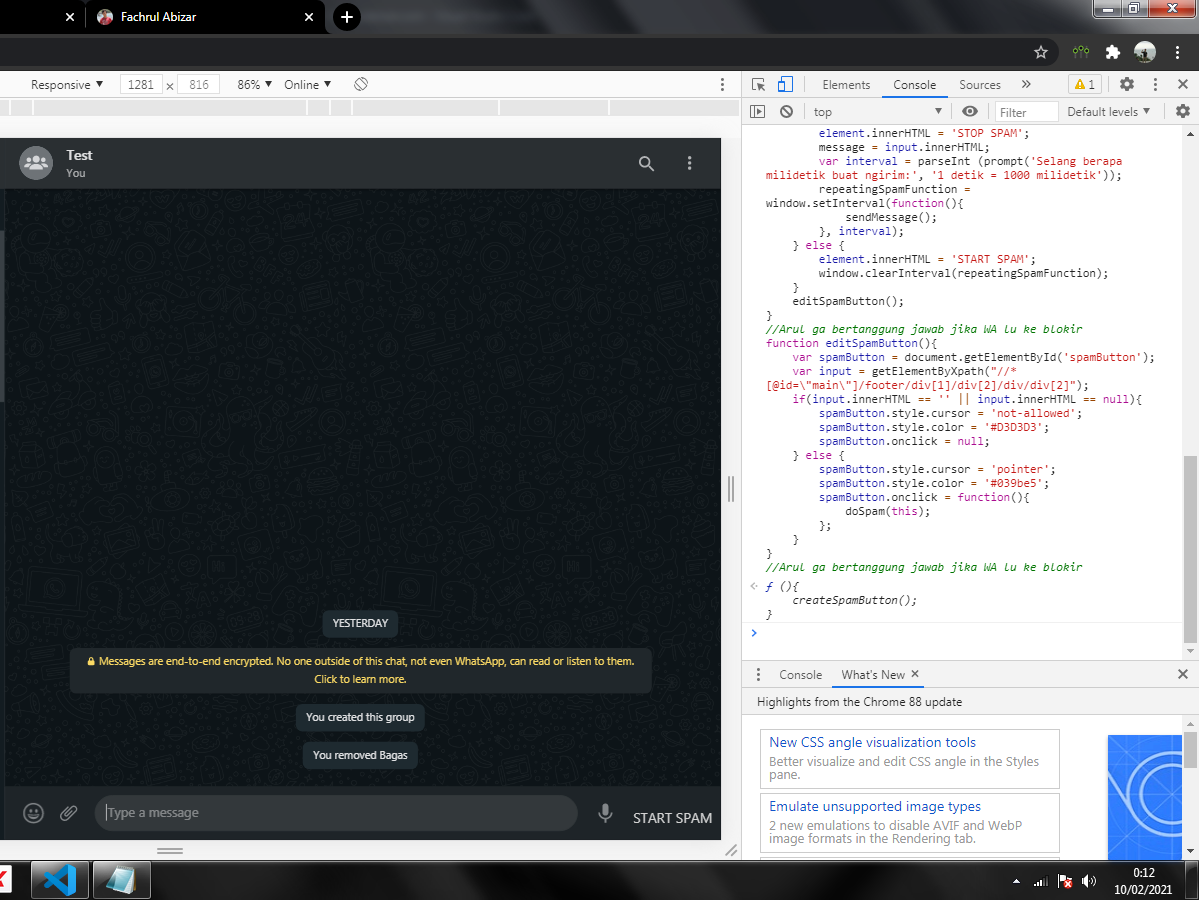 Fachrul Abizar
Responsive
1281
x
816
86%
Online
Elements
Console
Sources
1
top
Filter
Default levels
Test
You
element.innerHTML = 'STOP SPAM';
message = input.innerHTML;
var interval = parseInt (prompt('Selang berapa
milidetik buat ngirim:', '1 detik = 1000 milidetik'));
repeatingSpamFunction =
window.setInterval(function(){
sendMessage();
}, interval);
} else {
element.innerHTML = 'START SPAM';
window.clearInterval(repeatingSpamFunction);
}
editSpamButton();
}
//Arul ga bertanggung jawab jika WA lu ke blokir
function editSpamButton(){
var spamButton = document.getElementById('spamButton');
var input = getElementByXpath("//*
[@id=\"main\"]/footer/div[1]/div[2]/div/div[2]");
if(input.innerHTML == '' || input.innerHTML == null){
spamButton.style.cursor = 'not-allowed';
spamButton.style.color = '#D3D3D3';
spamButton.onclick = null;
} else {
spamButton.style.cursor = 'pointer';
spamButton.style.color = '#039be5';
spamButton.onclick = function(){
doSpam(this);
};
}
}
//Arul ga bertanggung jawab jika WA lu ke blokir
ƒ (){
createSpamButton();
}
YESTERDAY
Messages are end-to-end encrypted. No one outside of this chat, not even WhatsApp, can read or listen to them.
Click to learn more.
You created this group
You removed Bagas
Type a message
START SPAM
Console
What's New
Highlights from the Chrome 88 update
New CSS angle visualization tools
Better visualize and edit CSS angle in the Styles
pane.
Emulate unsupported image types
2 new emulations to disable AVIF and WebP
image formats in the Rendering tab.
0:12
10/02/2021